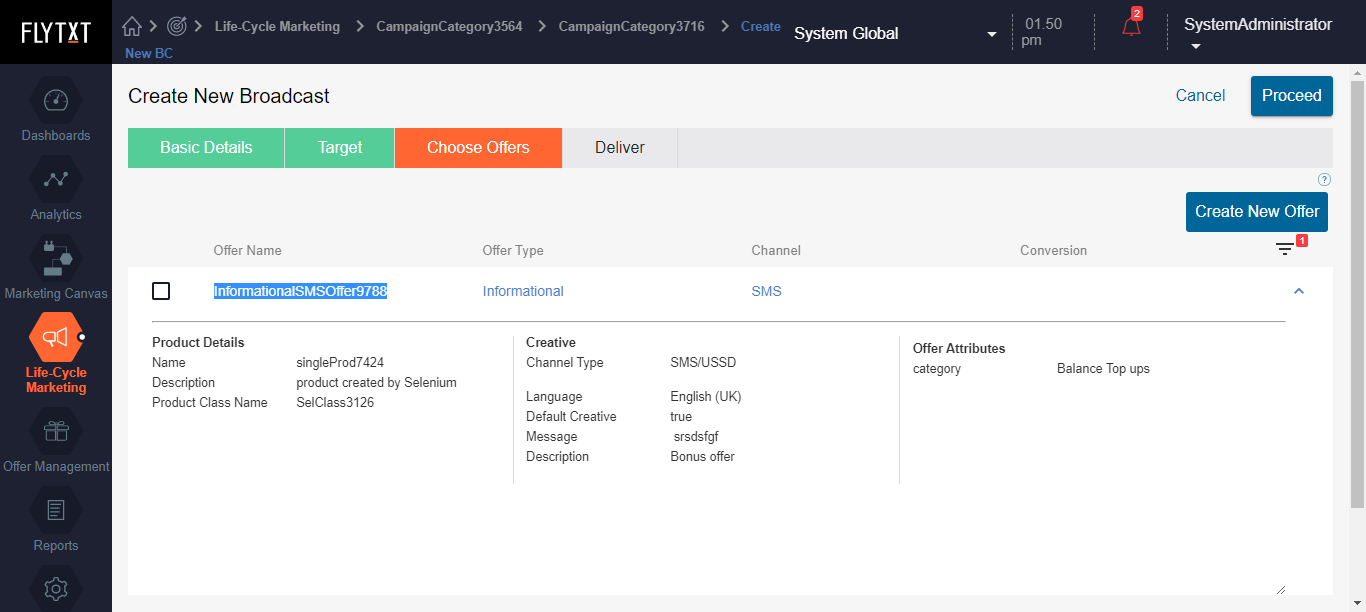 FLYTXT
Life-Cycle Marketing
CampaignCategory3564
CampaignCategory3716
Create
New BC
System Global
01.50
pm
2
SystemAdministrator
Dashboards
Analytics
Marketing Canvas
Life-Cycle
Marketing
Offer Management
Reports
Create New Broadcast
Cancel
Proceed
Basic Details
Target
Choose Offers
Deliver
?
Create New Offer
Offer Name
Offer Type
Channel
Conversion
1
InformationalSMSOffer9788
Informational
SMS
Product Details
Name singleProd7424
Description product created by Selenium
Product Class Name SelClass3126
Creative
Channel Type SMS/USSD
Language English (UK)
Default Creative true
Message srsdsfgf
Description Bonus offer
Offer Attributes
category Balance Top ups